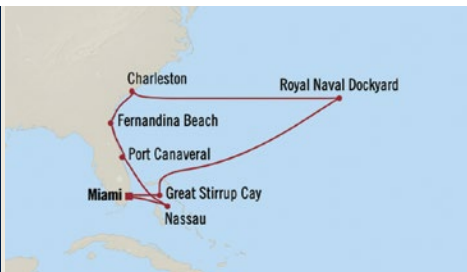 Charleston
Royal Naval Dockyard
Fernandina Beach
Port Canaveral
Miami
Great Stirrup Cay
Nassau